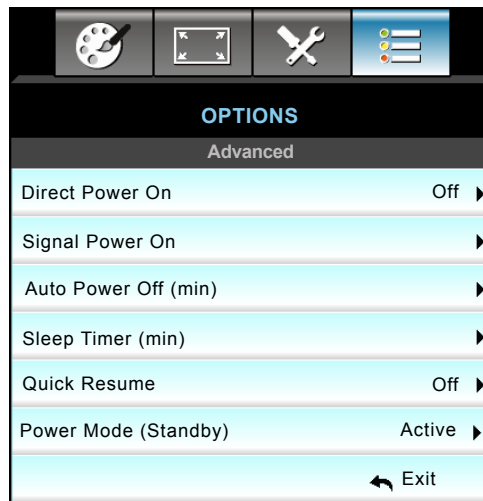 OPTIONS
Advanced
Direct Power On Off
Signal Power On
Auto Power Off (min)
Sleep Timer (min)
Quick Resume Off
Power Mode (Standby) Active
Exit